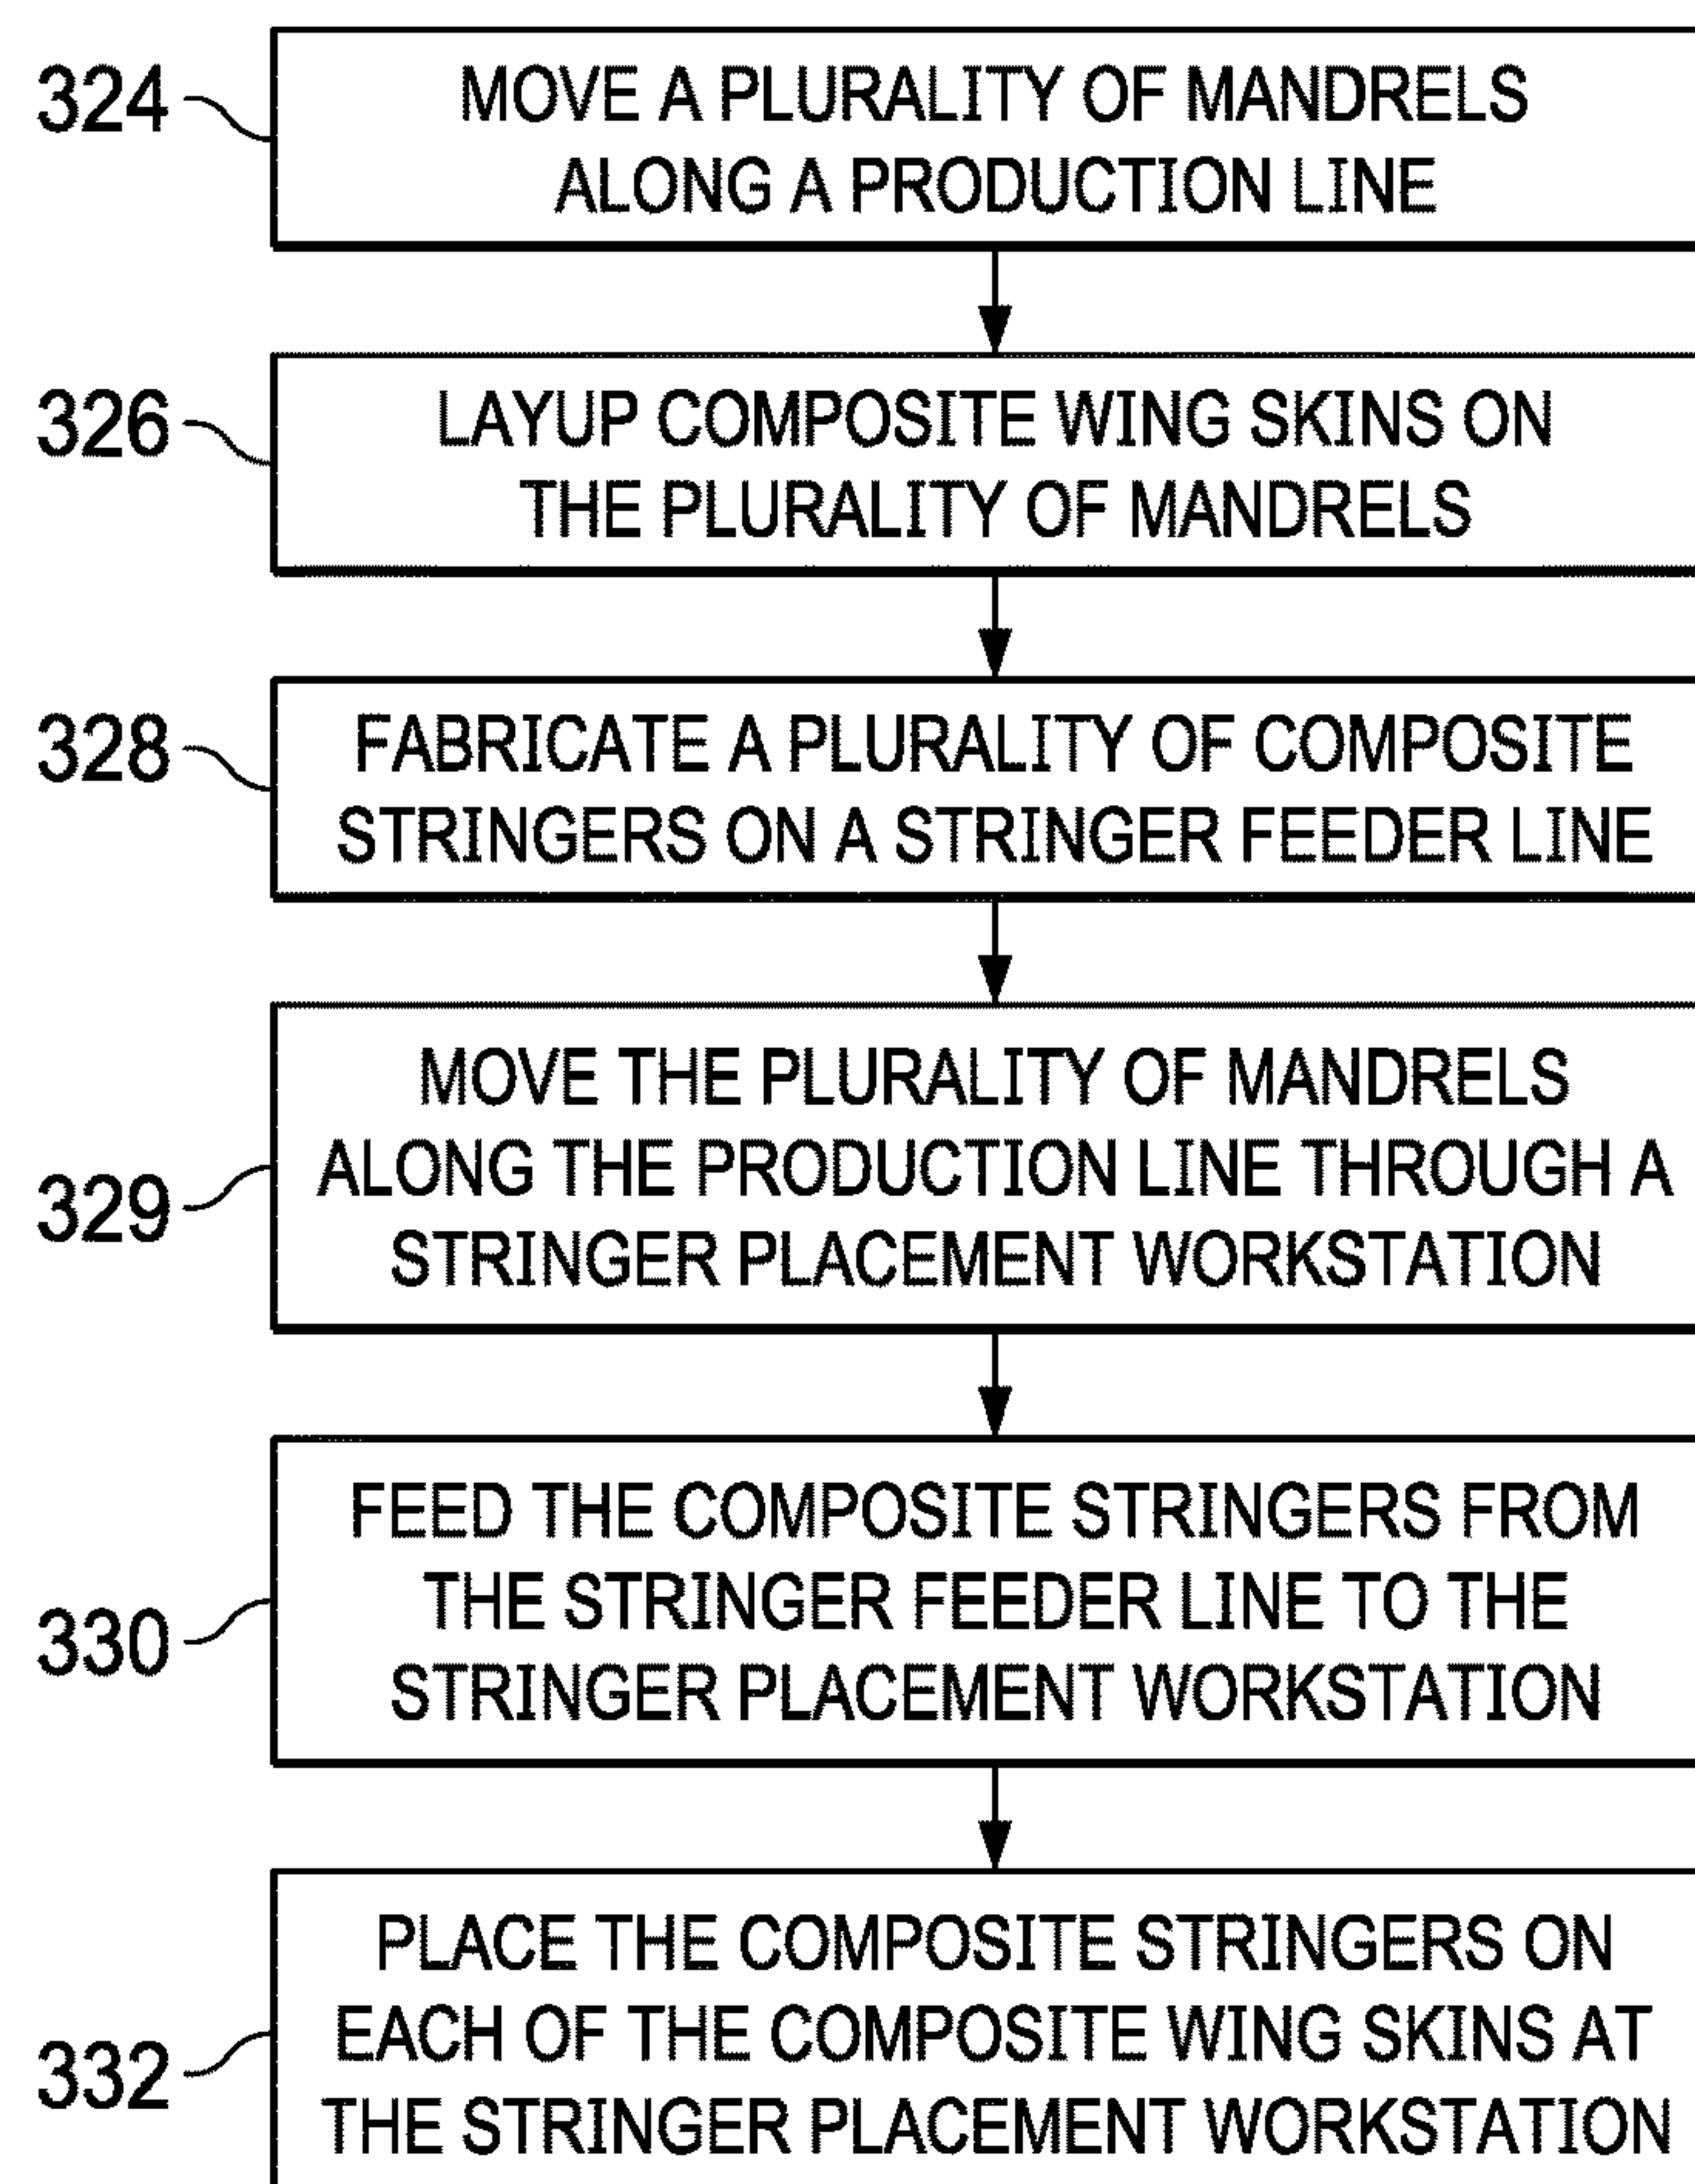 324
MOVE A PLURALITY OF MANDRELS
ALONG A PRODUCTION LINE
326
LAYUP COMPOSITE WING SKINS ON
THE PLURALITY OF MANDRELS
328
FABRICATE A PLURALITY OF COMPOSITE
STRINGERS ON A STRINGER FEEDER LINE
329
MOVE THE PLURALITY OF MANDRELS
ALONG THE PRODUCTION LINE THROUGH A
STRINGER PLACEMENT WORKSTATION
330
FEED THE COMPOSITE STRINGERS FROM
THE STRINGER FEEDER LINE TO THE
STRINGER PLACEMENT WORKSTATION
332
PLACE THE COMPOSITE STRINGERS ON
EACH OF THE COMPOSITE WING SKINS AT
THE STRINGER PLACEMENT WORKSTATION